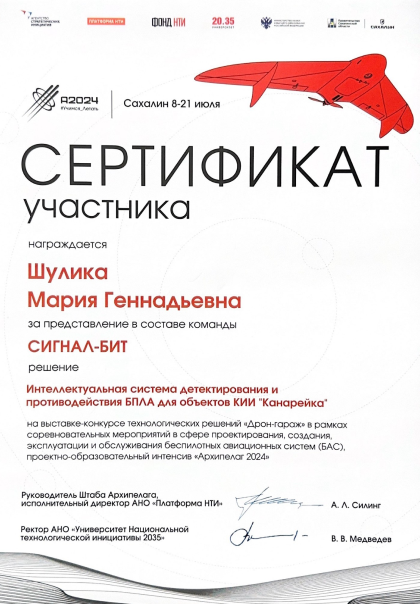 АГЕНТСТВО
СТРАТЕГИЧЕСКИХ
ИНИЦИАТИВ
ПЛАТФОРМА НТИ
ФОНД НТИ
20.35
УНИВЕРСИТЕТ
САХАЛИН
А2024
#Учимся_Летать
Сахалин 8-21 июля
СЕРТИФИКАТ
участника
награждается
Шулика
Мария Геннадьевна
за представление в составе команды
СИГНАЛ-БИТ
решение
Интеллектуальная система детектирования и
противодействия БПЛА для объектов КИИ "Канарейка"
на выставке-конкурсе технологических решений «Дрон-гараж» в рамках
соревновательных мероприятий в сфере проектирования, создания,
эксплуатации и обслуживания беспилотных авиационных систем (БАС),
проектно-образовательный интенсив «Архипелаг 2024»
Руководитель Штаба Архипелага,
исполнительный директор АНО «Платформа НТИ»
А. Л. Силинг
Ректор АНО «Университет Национальной
технологической инициативы 2035»
В. В. Медведев